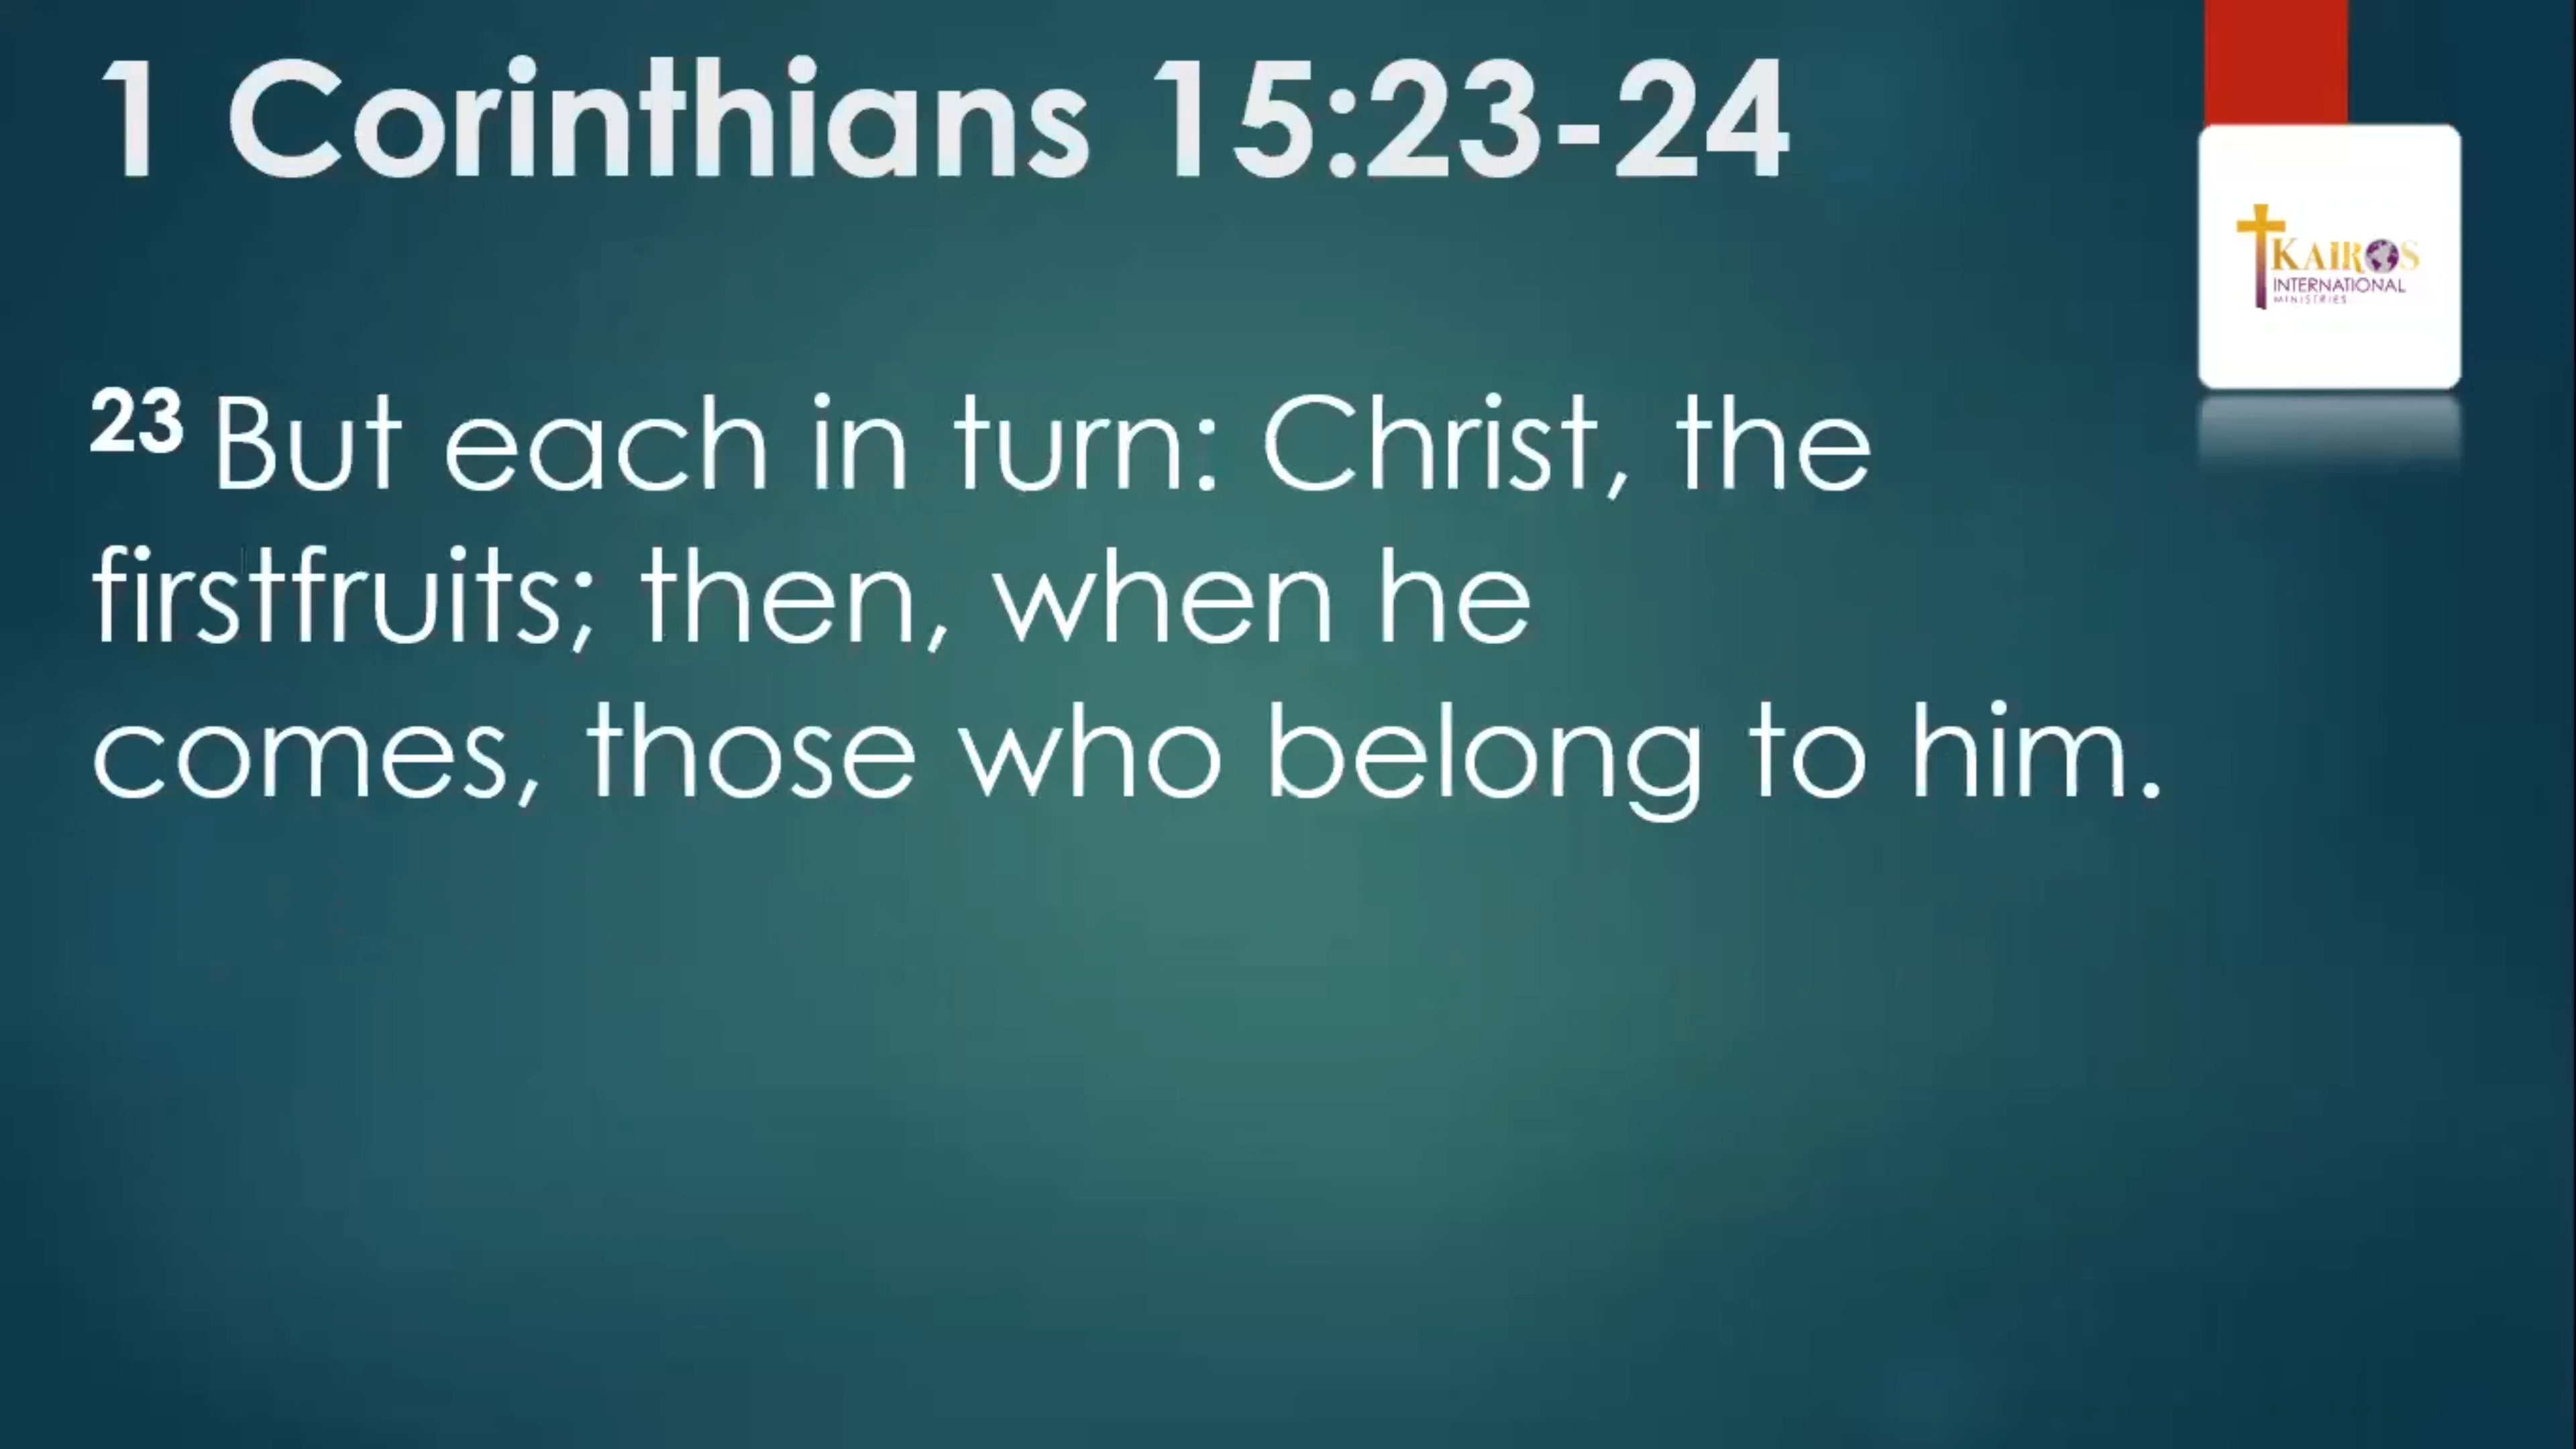 1 Corinthians 15:23-24
KAIROS
INTERNATIONAL
MINISTRIES
23 But each in turn: Christ, the
firstfruits; then, when he
comes, those who belong to him.